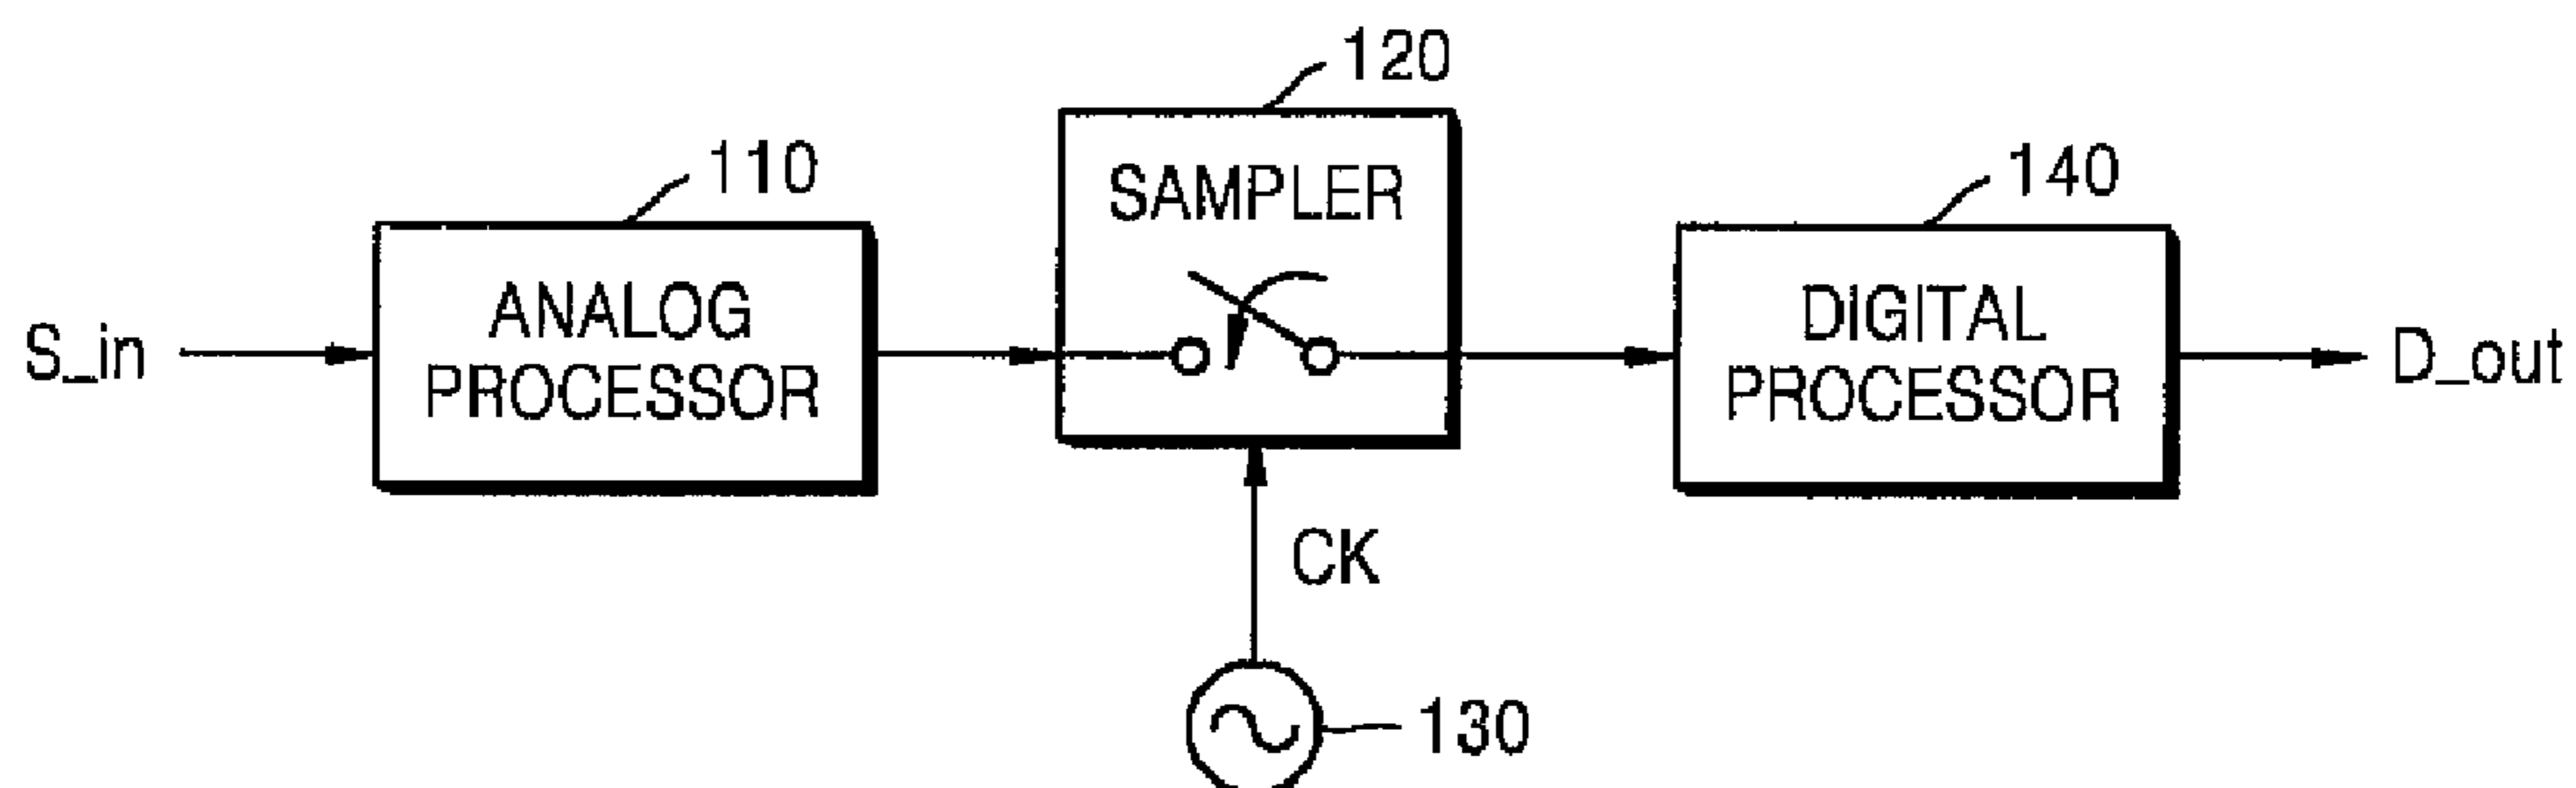 120
110
SAMPLER
140
S_in
ANALOG
PROCESSOR
DIGITAL
PROCESSOR
D_out
CK
130